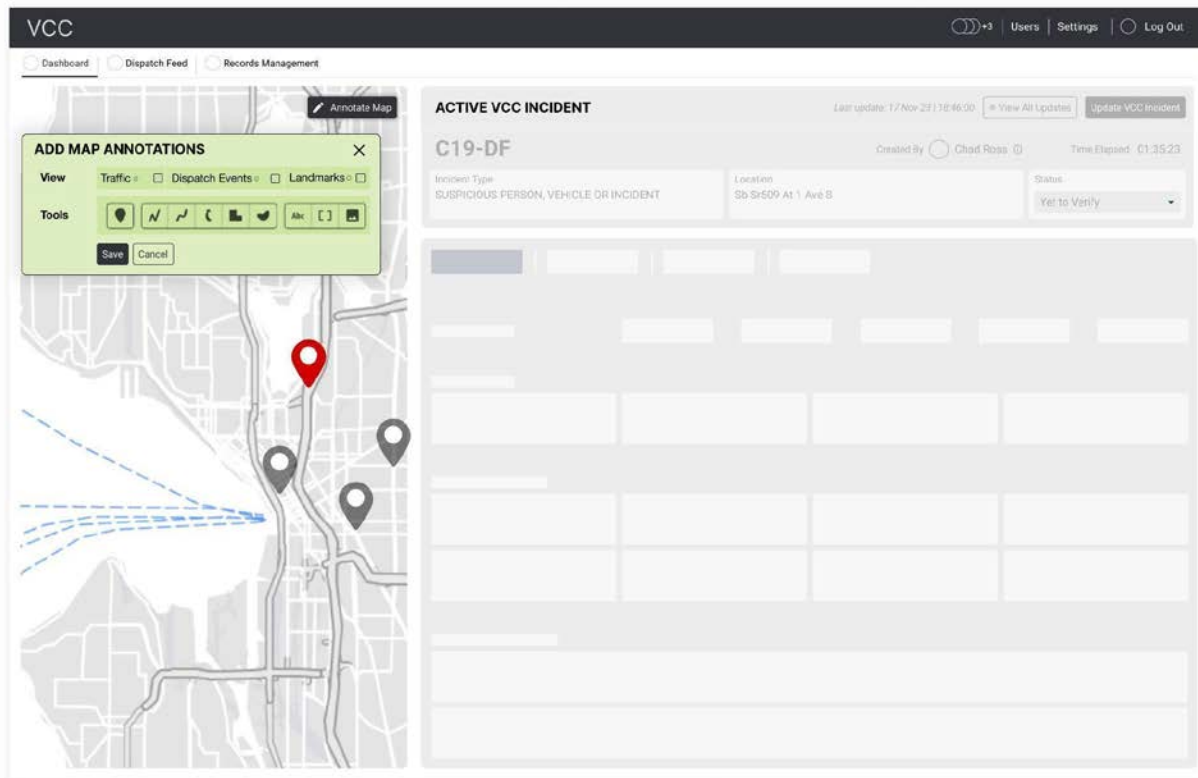 VCC
+3 Users Settings Log Out
Dashboard Dispatch Feed Records Management
Annotate Map
ADD MAP ANNOTATIONS
View Traffic Dispatch Events Landmarks
Tools Abc
Save Cancel
ACTIVE VCC INCIDENT Last update: 17 Nov 23 | 18:46:00 View All Updates Update VCC Incident
C19-DF Created By Chad Ross Time Elapsed 01:35:23
Incident Type Location Status
SUSPICIOUS PERSON, VEHICLE OR INCIDENT Sb Sr509 At 1 Ave B Yet to Verify